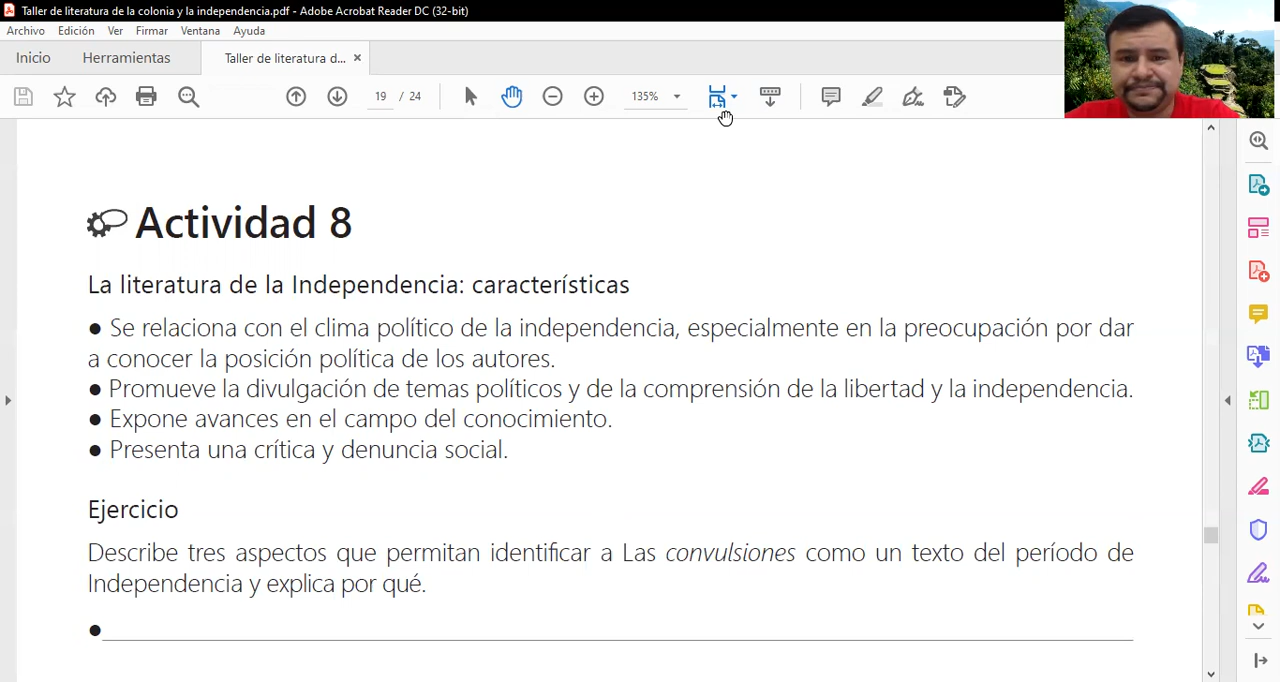 Taller de literatura de la colonia y la independencia.pdf - Adobe Acrobat Reader DC (32-bit)
Archivo Edición Ver Firmar Ventana Ayuda
Inicio Herramientas Taller de literatura d... ×
19 / 24 135%
Actividad 8
La literatura de la Independencia: características
● Se relaciona con el clima político de la independencia, especialmente en la preocupación por dar
a conocer la posición política de los autores.
● Promueve la divulgación de temas políticos y de la comprensión de la libertad y la independencia.
● Expone avances en el campo del conocimiento.
● Presenta una crítica y denuncia social.
Ejercicio
Describe tres aspectos que permitan identificar a Las convulsiones como un texto del período de
Independencia y explica por qué.
●